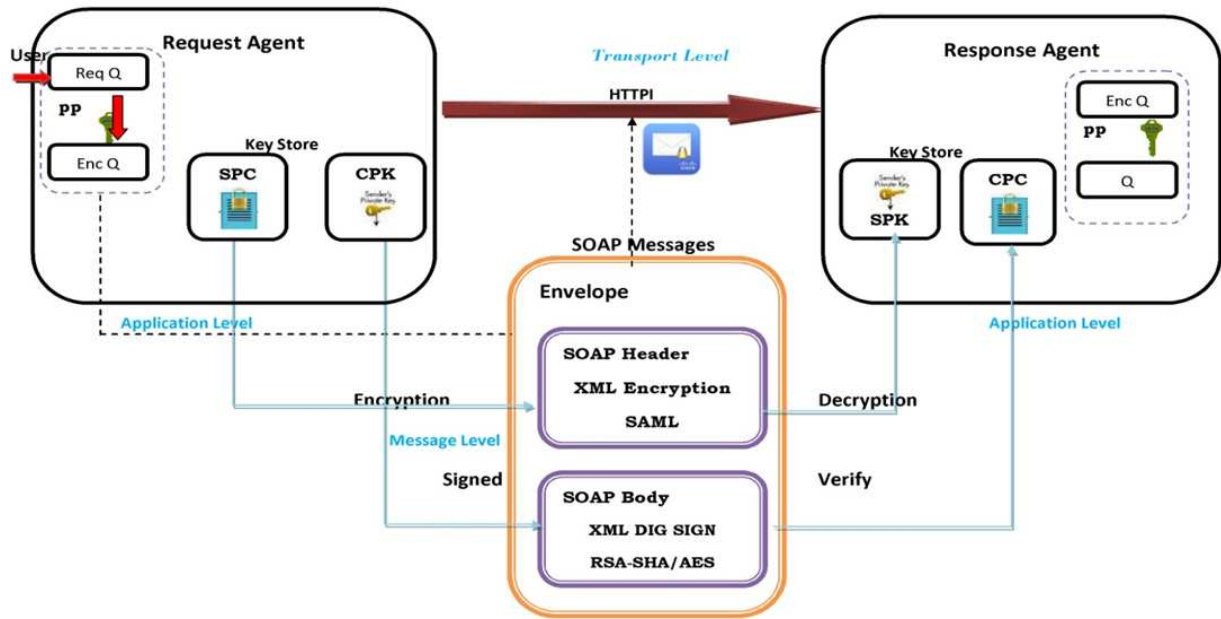 Request Agent
User
Req Q
PP
Enc Q
Key Store
SPC
CPK
Sender's
Private Key
Transport Level
HTTPI
Response Agent
Enc Q
PP
Q
Key Store
Sender's
Private Key
SPK
CPC
SOAP Messages
Envelope
Application Level
Application Level
SOAP Header
XML Encryption
SAML
Encryption
Decryption
Message Level
Signed
Verify
SOAP Body
XML DIG SIGN
RSA-SHA/AES